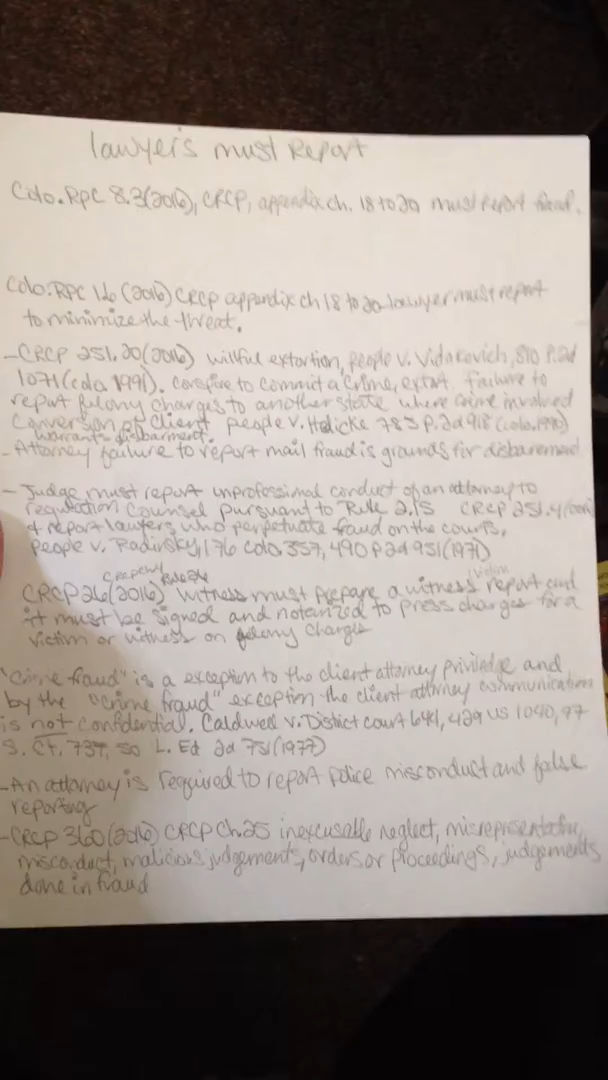 lawyers must Report
Colo.RPC 8.3(2016), CRCP, appendix ch. 18 to 20 must report fraud.
Colo.RPC 1.6 (2016) CRCP appendix ch 18 to 20 lawyer must report
to minimize the threat.
-CRCP 251.20(2016) willful extortion, people v. Vidakovich, 810 P.2d
1071 (colo. 1991). conspire to commit a crime, extort. failure to
report felony charges to another state where crime involved
conversion of client people v. Hedicke 785 P.2d 918 (colo. 1990)
warrants disbarment.
-Attorney failure to report mail fraud is grounds for disbarement
- Judge must report unprofessional conduct of an attorney to
regulation counsel pursuant to Rule 2.15 CRCP 251.4
& report lawyers who perpetuate fraud on the courts,
people v. Radinsky, 176 colo. 357, 490 P.2d 951 (1971)
Rule 26
victim
CRCP 26(2016) witness must prepare a witness report and
it must be signed and notarized to press charges for a
victim or witness on felony charges
"Crime fraud" is a exception to the client attorney priviledge and
by the "crime fraud" exception the client attorney communication
is not confidential. Caldwell v. District court 641, 429 US 1040, 97
S. Ct. 739, 50 L. Ed 2d 751 (1977)
-An attorney is required to report police misconduct and false
reporting
-CRCP 360(2016) CRCP Ch.25 inexcusable neglect, misrepresentation,
misconduct, malicious judgements, orders or proceedings, judgements
done in fraud